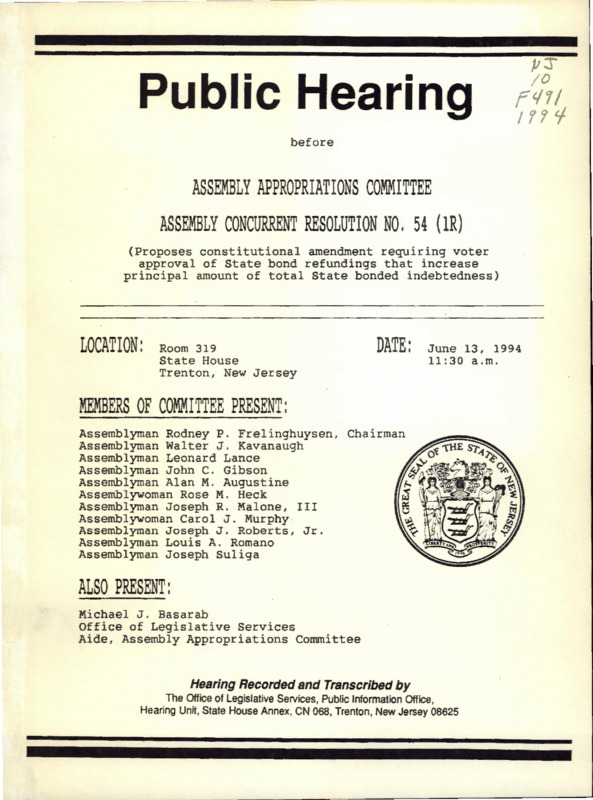 NJ
10
F491
1994
Public Hearing
before
ASSEMBLY APPROPRIATIONS COMMITTEE
ASSEMBLY CONCURRENT RESOLUTION NO. 54 (1R)
(Proposes constitutional amendment requiring voter
approval of State bond refundings that increase
principal amount of total State bonded indebtedness)
LOCATION: Room 319
State House
Trenton, New Jersey
DATE: June 13, 1994
11:30 a.m.
MEMBERS OF COMMITTEE PRESENT:
Assemblyman Rodney P. Frelinghuysen, Chairman
Assemblyman Walter J. Kavanaugh
Assemblyman Leonard Lance
Assemblyman John C. Gibson
Assemblyman Alan M. Augustine
Assemblywoman Rose M. Heck
Assemblyman Joseph R. Malone, III
Assemblywoman Carol J. Murphy
Assemblyman Joseph J. Roberts, Jr.
Assemblyman Louis A. Romano
Assemblyman Joseph Suliga
THE GREAT SEAL OF THE STATE OF NEW JERSEY
LIBERTY AND PROSPERITY
ALSO PRESENT:
Michael J. Basarab
Office of Legislative Services
Aide, Assembly Appropriations Committee
Hearing Recorded and Transcribed by
The Office of Legislative Services, Public Information Office,
Hearing Unit, State House Annex, CN 068, Trenton, New Jersey 08625